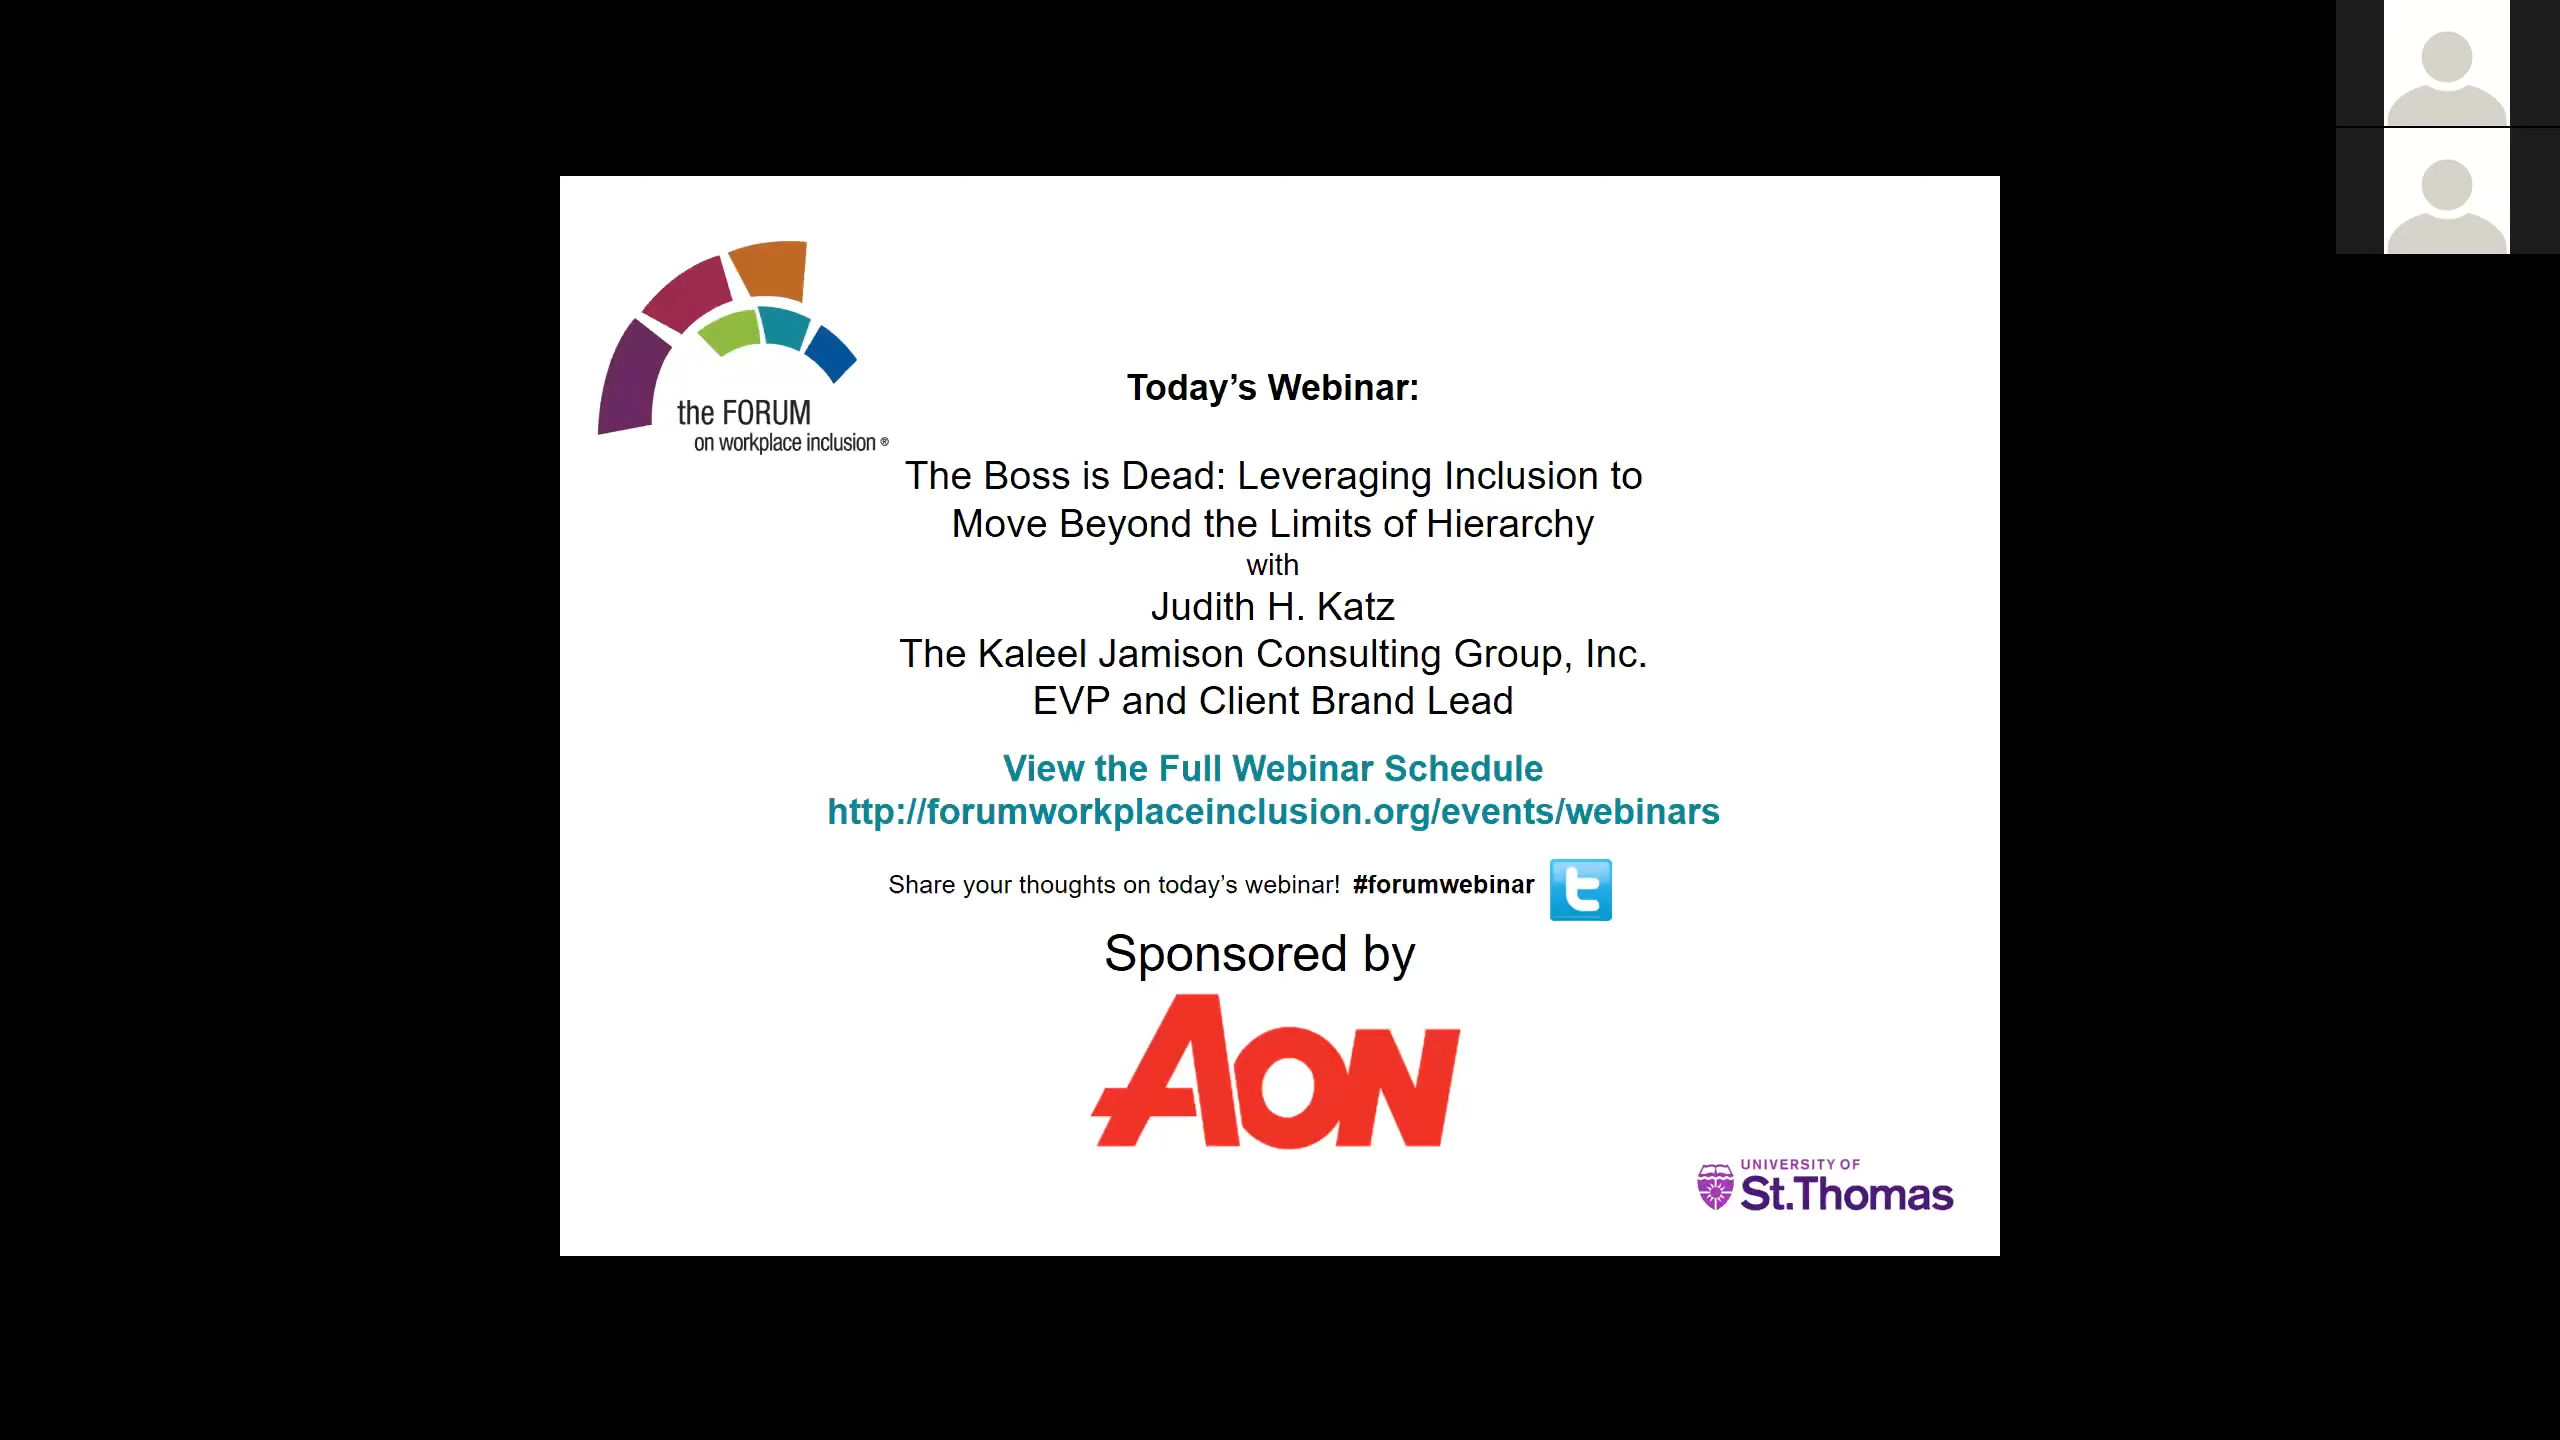 the FORUM
on workplace inclusion ®
Today’s Webinar:
The Boss is Dead: Leveraging Inclusion to
Move Beyond the Limits of Hierarchy
with
Judith H. Katz
The Kaleel Jamison Consulting Group, Inc.
EVP and Client Brand Lead
View the Full Webinar Schedule
http://forumworkplaceinclusion.org/events/webinars
Share your thoughts on today’s webinar! #forumwebinar
Sponsored by
AON
UNIVERSITY OF
St.Thomas